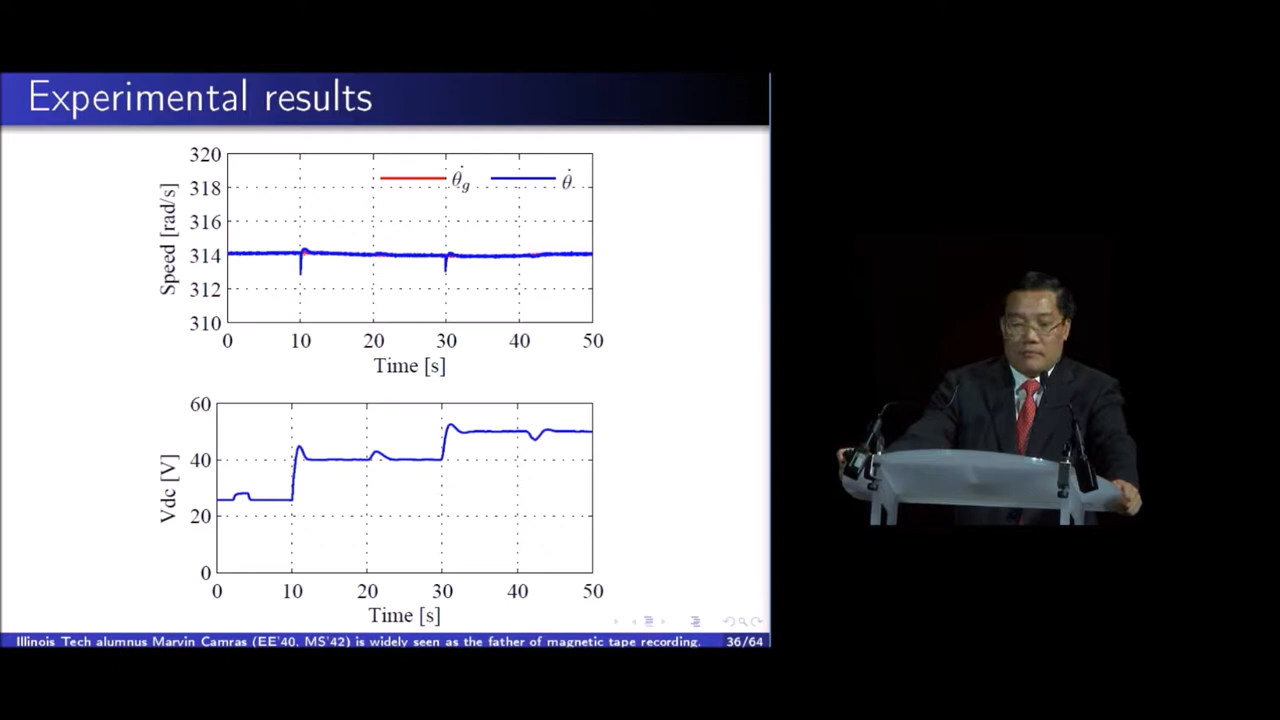 Experimental results
320
318
316
314
312
310
Speed [rad/s]
θ̇g θ̇
0 10 20 30 40 50
Time [s]
60
40
20
0
Vdc [V]
0 10 20 30 40 50
Time [s]
Illinois Tech alumnus Marvin Camras (EE'40, MS'42) is widely seen as the father of magnetic tape recording. 36/64